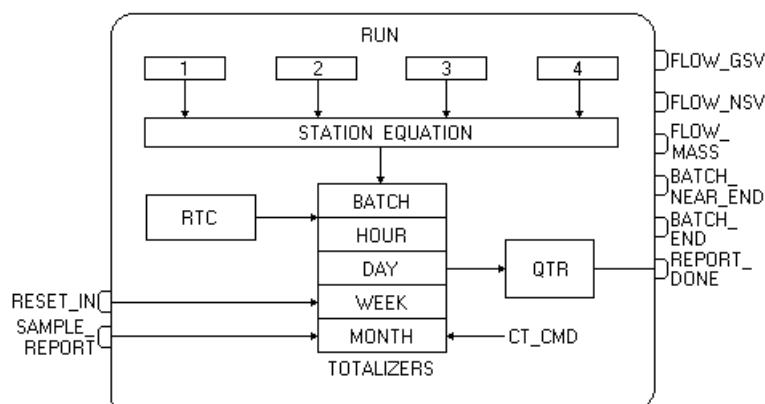 RUN
1 2 3 4
STATION EQUATION
FLOW_GSV
FLOW_NSV
FLOW_
MASS
BATCH_
NEAR_END
BATCH_
END
REPORT_
DONE
RTC
BATCH
HOUR
DAY
WEEK
MONTH
TOTALIZERS
QTR
RESET_IN
SAMPLE_
REPORT
CT_CMD